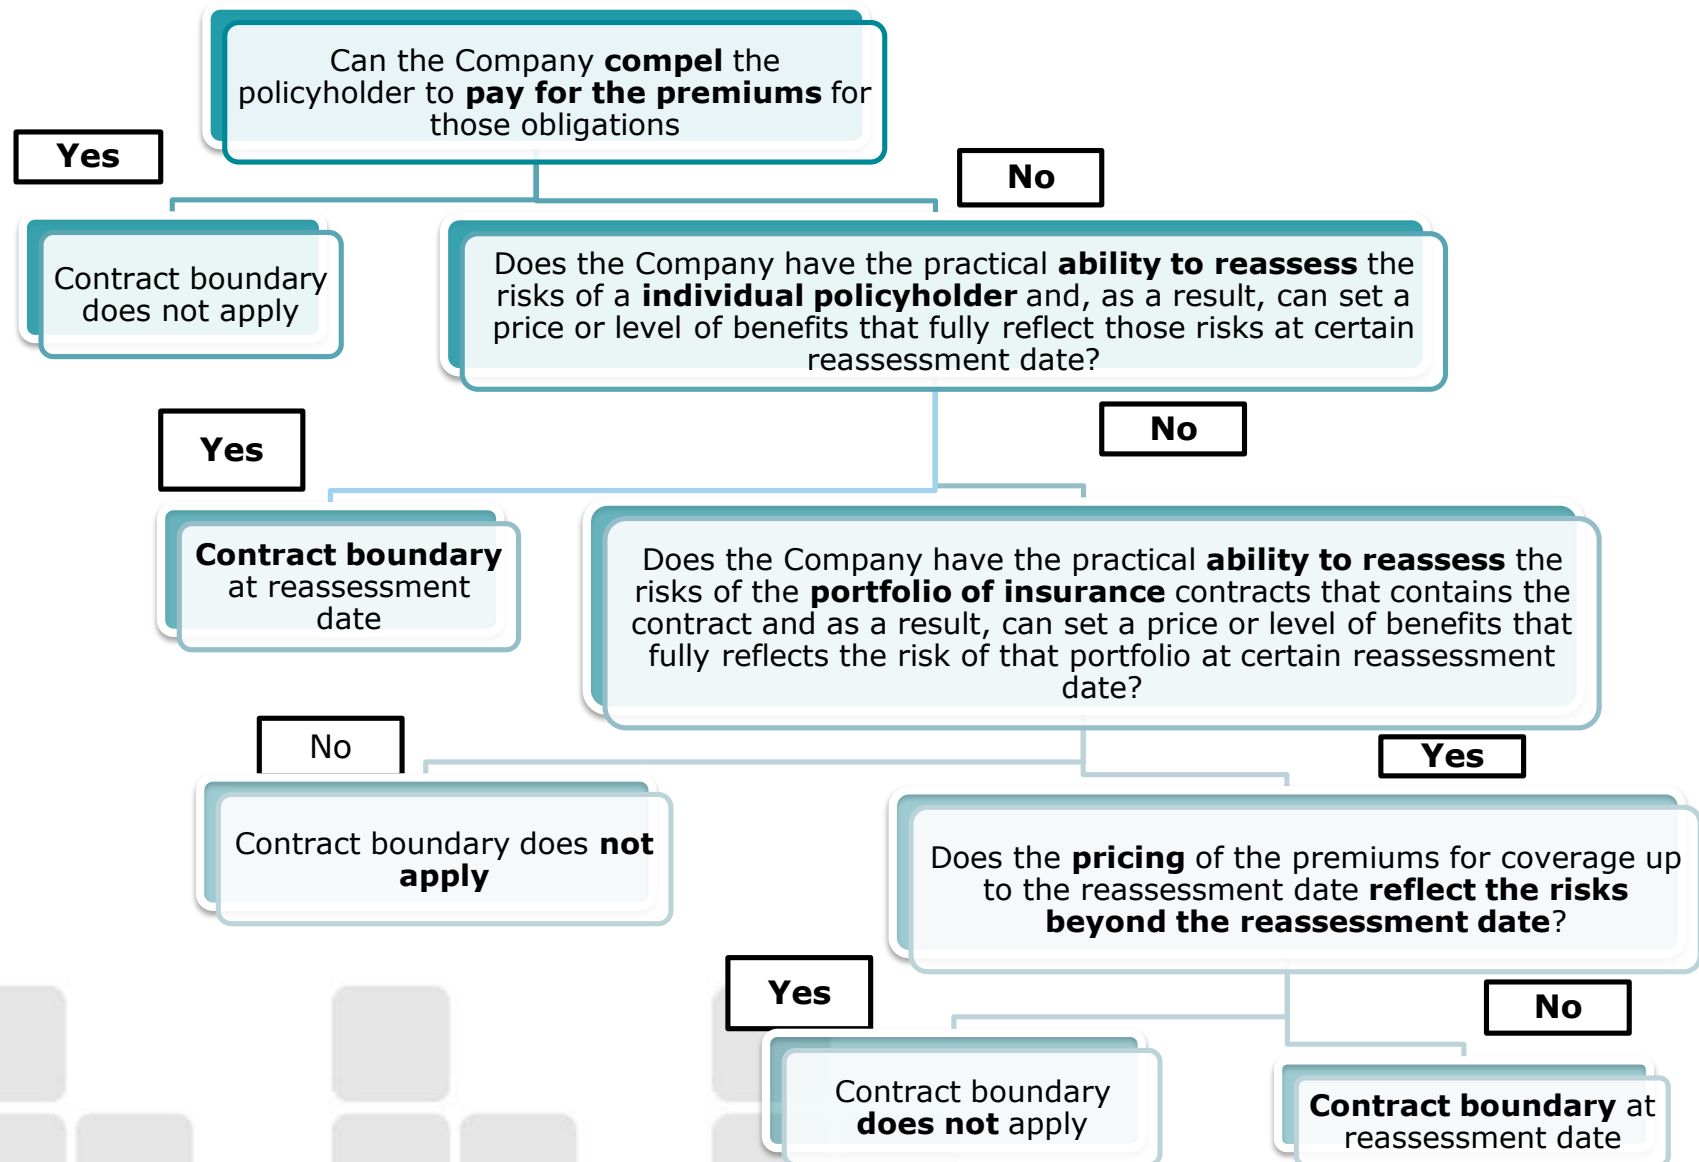 Can the Company compel the
policyholder to pay for the premiums for
those obligations
Yes
No
Contract boundary
does not apply
Does the Company have the practical ability to reassess the
risks of a individual policyholder and, as a result, can set a
price or level of benefits that fully reflect those risks at certain
reassessment date?
Yes
No
Contract boundary
at reassessment
date
Does the Company have the practical ability to reassess the
risks of the portfolio of insurance contracts that contains the
contract and as a result, can set a price or level of benefits that
fully reflects the risk of that portfolio at certain reassessment
date?
No
Yes
Contract boundary does not
apply
Does the pricing of the premiums for coverage up
to the reassessment date reflect the risks
beyond the reassessment date?
Yes
No
Contract boundary
does not apply
Contract boundary at
reassessment date